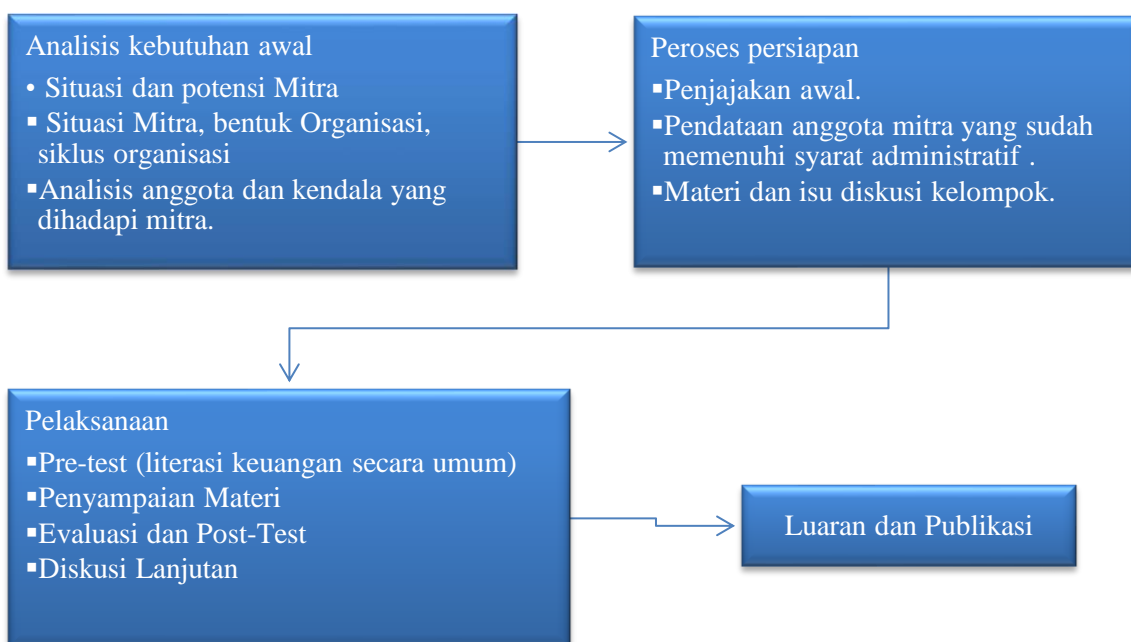 Analisis kebutuhan awal
• Situasi dan potensi Mitra
▪ Situasi Mitra, bentuk Organisasi,
siklus organisasi
▪Analisis anggota dan kendala yang
dihadapi mitra.
Peroses persiapan
▪Penjajakan awal.
▪Pendataan anggota mitra yang sudah
memenuhi syarat administratif .
▪Materi dan isu diskusi kelompok.
Pelaksanaan
▪Pre-test (literasi keuangan secara umum)
▪Penyampaian Materi
▪Evaluasi dan Post-Test
▪Diskusi Lanjutan
Luaran dan Publikasi